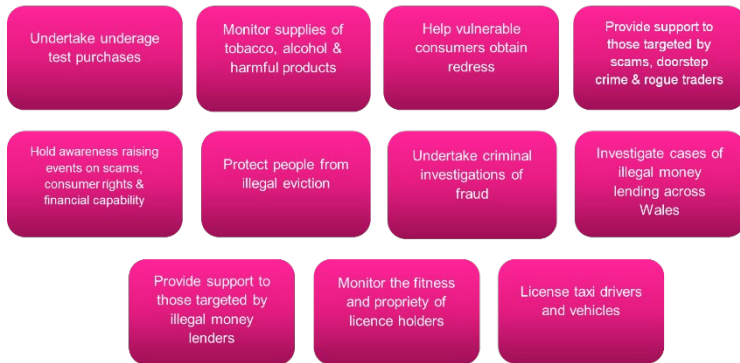 Undertake underage
test purchases
Monitor supplies of
tobacco, alcohol &
harmful products
Help vulnerable
consumers obtain
redress
Provide support to
those targeted by
scams, doorstep
crime & rogue traders
Hold awareness raising
events on scams,
consumer rights &
financial capability
Protect people from
illegal eviction
Undertake criminal
investigations of
fraud
Investigate cases of
illegal money
lending across
Wales
Provide support to
those targeted by
illegal money
lenders
Monitor the fitness
and propriety of
licence holders
License taxi drivers
and vehicles